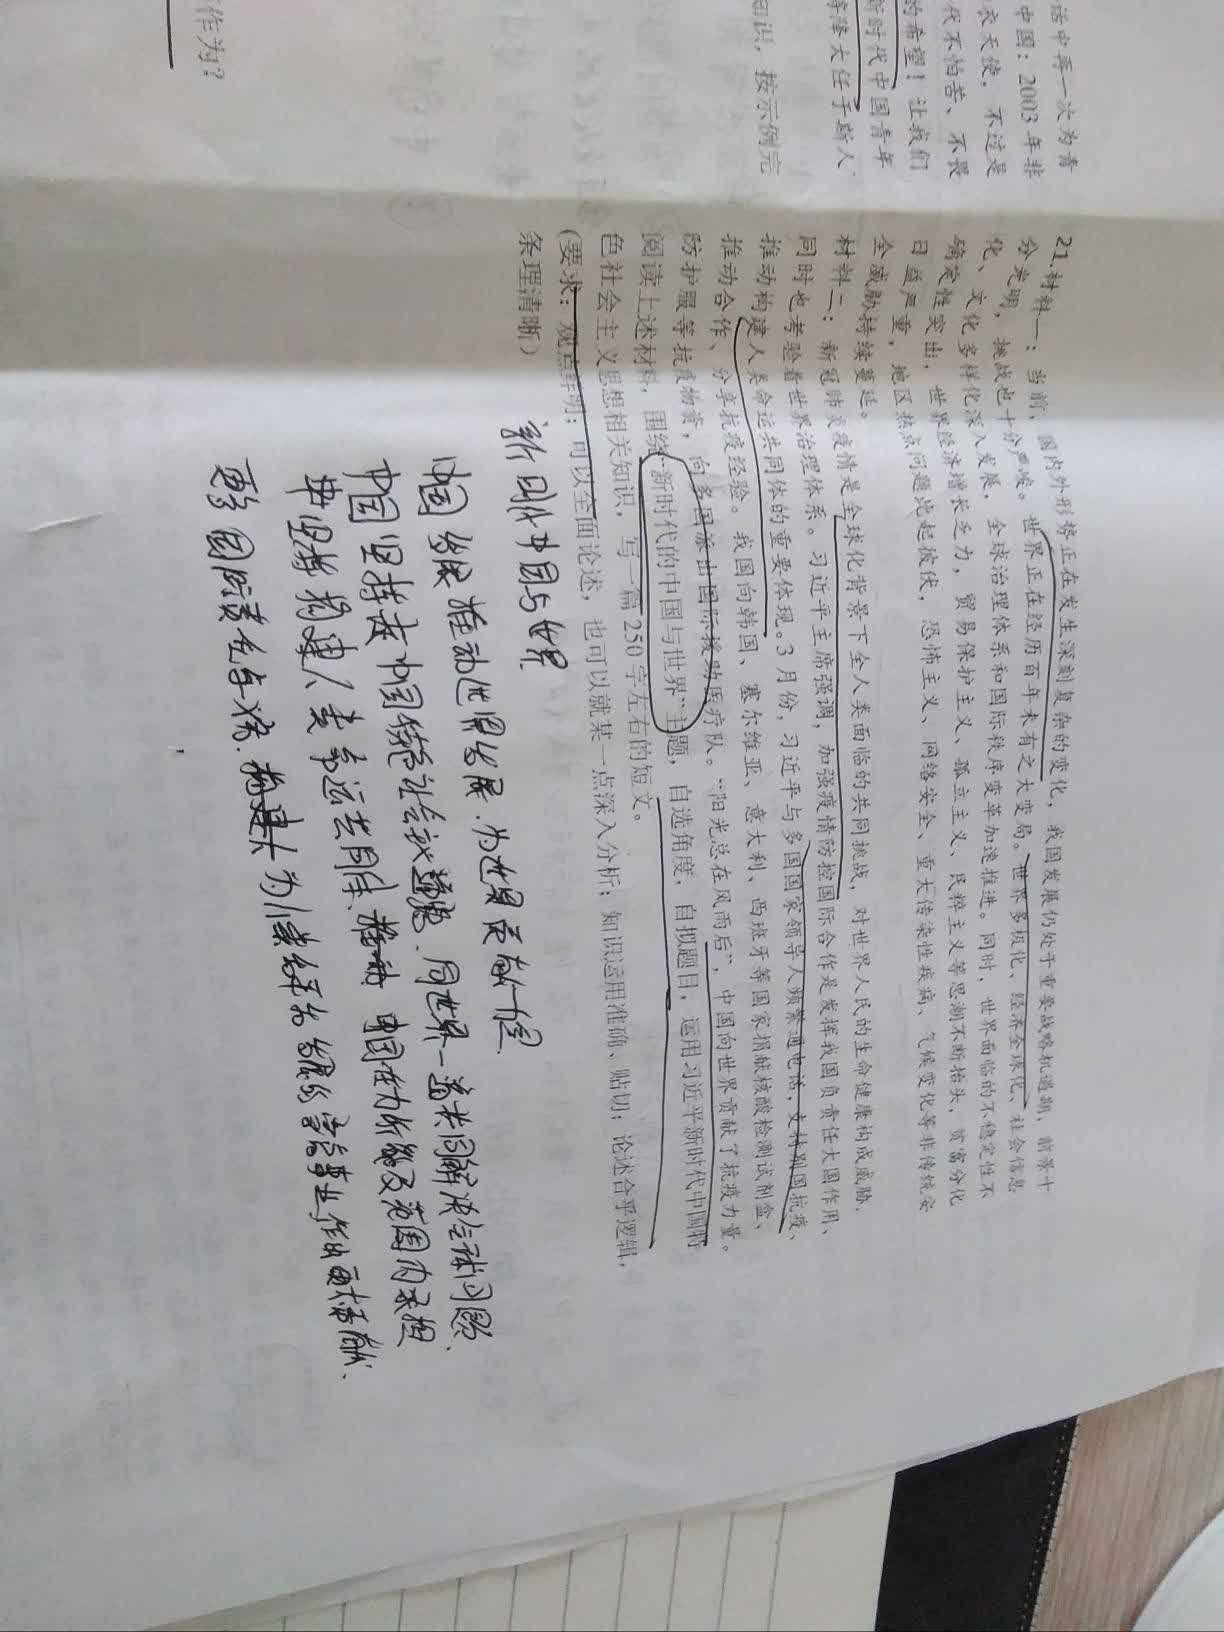 话中再一次为青
中国：2003年非
衣天使，不过是
代不怕苦、不畏
的希望！让我们
新时代中国青年
降大任于斯人
知识，按示例完
作为？
21.材料一：当前，国内外形势正在发生深刻复杂的变化，我国发展仍处于重要战略机遇期，前景十
分光明，挑战也十分严峻。世界正在经历百年未有之大变局。世界多极化、经济全球化、社会信息
化、文化多样化深入发展，全球治理体系和国际秩序变革加速推进。同时，世界面临的不稳定性不
确定性突出，世界经济增长乏力，贸易保护主义、孤立主义、民粹主义等思潮不断抬头，贫富分化
日益严重，地区热点问题此起彼伏，恐怖主义、网络安全、重大传染性疾病、气候变化等非传统安
全威胁持续蔓延。
材料二：新冠肺炎疫情是全球化背景下全人类面临的共同挑战，对世界人民的生命健康构成威胁，
同时也考验着世界治理体系。习近平主席强调，加强疫情防控国际合作是发挥我国负责任大国作用、
推动构建人类命运共同体的重要体现。3月份，习近平与多国国家领导人频繁通电话，支持别国抗疫、
推动合作、分享抗疫经验。我国向韩国、塞尔维亚、意大利、西班牙等国家捐献核酸检测试剂盒、
防护服等抗疫物资，向多国派出国际援助医疗队。“阳光总在风雨后”，中国向世界贡献了抗疫力量。
阅读上述材料，围绕“新时代的中国与世界”主题，自选角度，自拟题目，运用习近平新时代中国特
色社会主义思想相关知识，写一篇250字左右的短文。
（要求：观点鲜明；可以全面论述，也可以就某一点深入分析；知识运用准确、贴切；论述合乎逻辑，
条理清晰）
新时代中国与世界
中国 推动世界发展，为世界贡献力量
中国坚持走中国特色社会主义道路，同世界一道共同解决全球问题，
中国坚持构建人类命运共同体，中国在力所能及范围内承担
更多国际责任与义务，为人类和平与发展的崇高事业作出更大贡献。